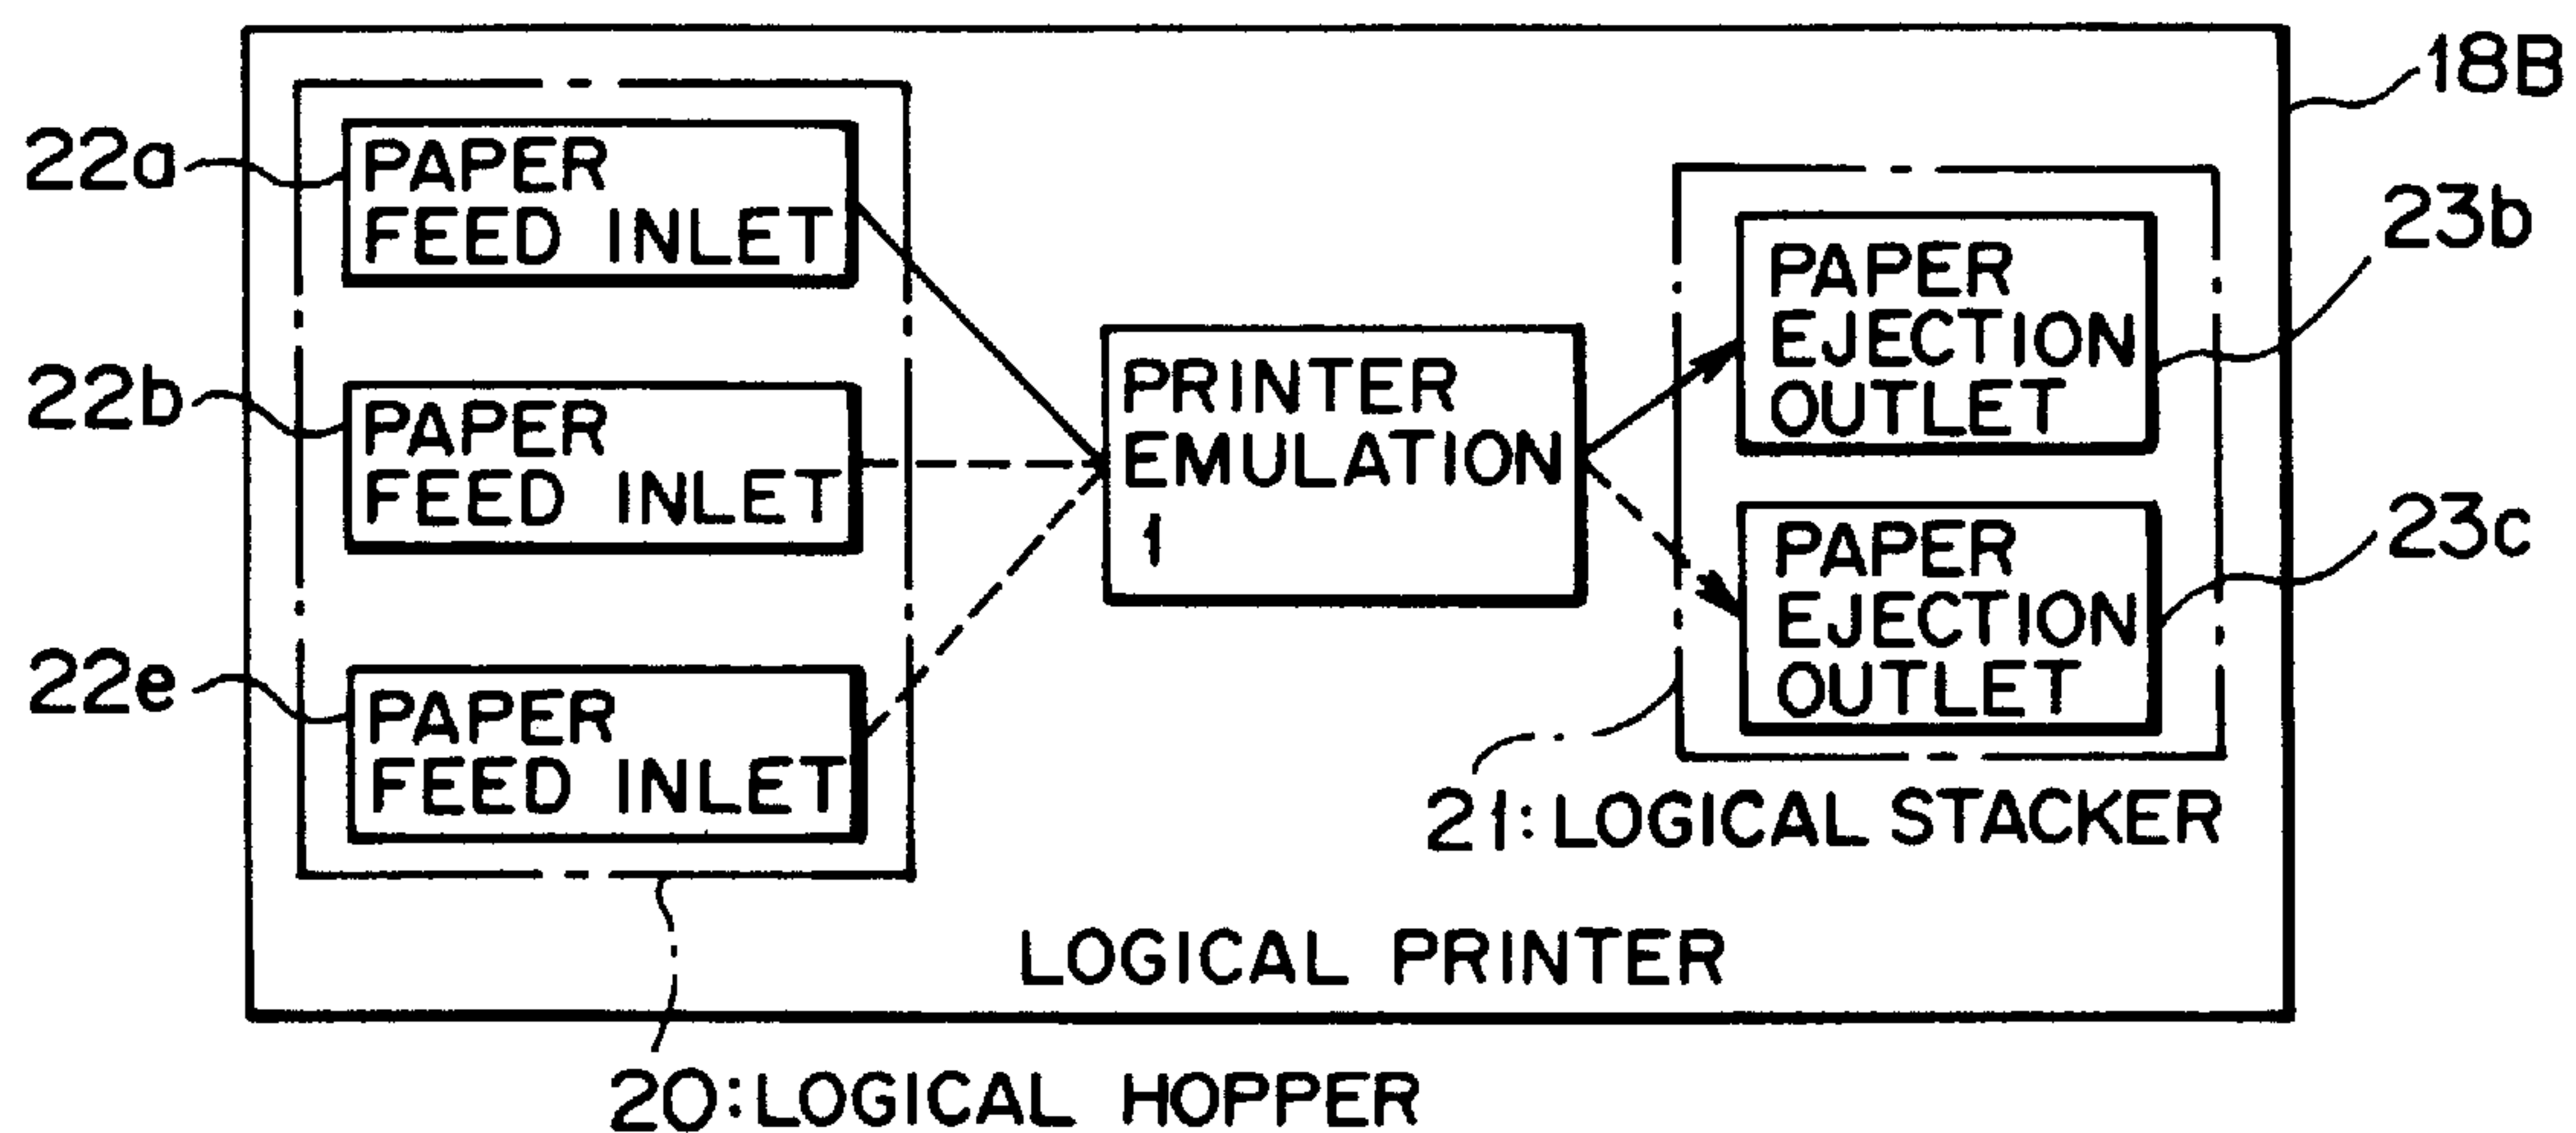 18B
22a
PAPER
FEED INLET
22b
PAPER
FEED INLET
22e
PAPER
FEED INLET
PRINTER
EMULATION
1
23b
PAPER
EJECTION
OUTLET
23c
PAPER
EJECTION
OUTLET
21: LOGICAL STACKER
LOGICAL PRINTER
20: LOGICAL HOPPER